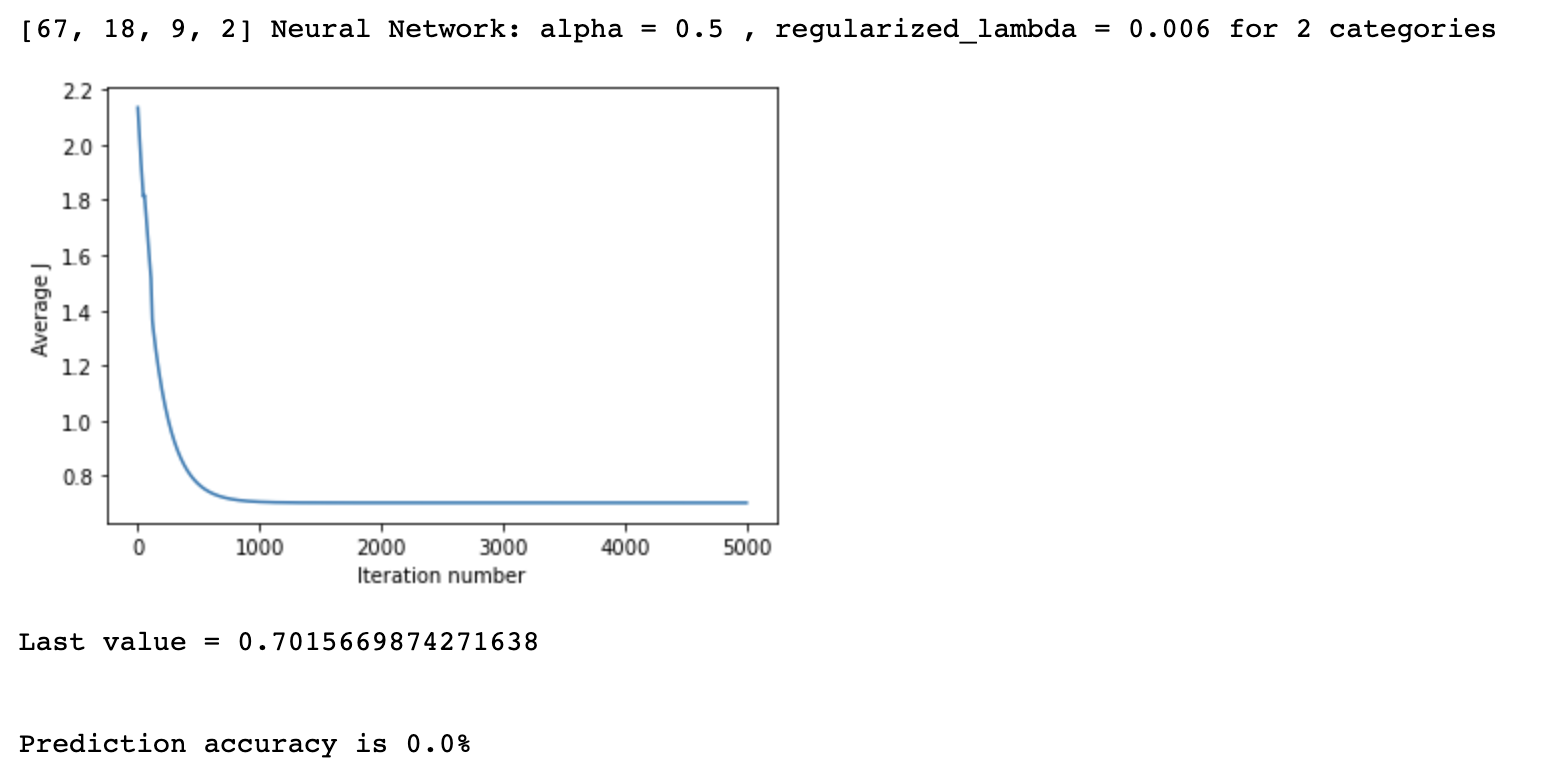 [67, 18, 9, 2] Neural Network: alpha = 0.5 , regularized_lambda = 0.006 for 2 categories
2.2
2.0
1.8
1.6
1.4
1.2
1.0
0.8
Average J
0 1000 2000 3000 4000 5000
Iteration number
Last value = 0.7015669874271638
Prediction accuracy is 0.0%